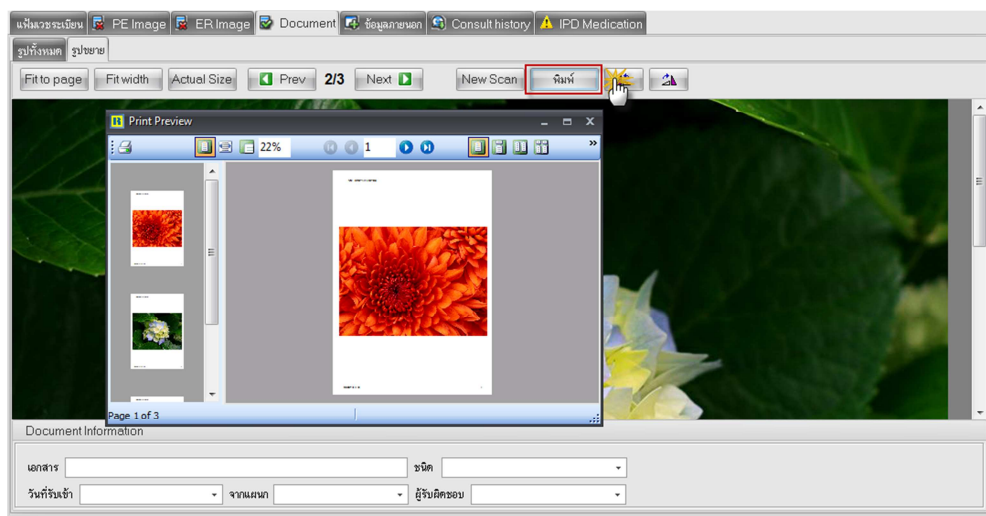 แฟ้มเวชระเบียน PE Image ER Image Document ข้อมูลภายนอก Consult history IPD Medication
รูปทั้งหมด รูปขยาย
Fit to page Fit width Actual Size Prev 2/3 Next New Scan พิมพ์
Print Preview
22% 1
Page 1 of 3
Document Information
เอกสาร ชนิด
วันที่รับเข้า จากแผนก ผู้รับผิดชอบ